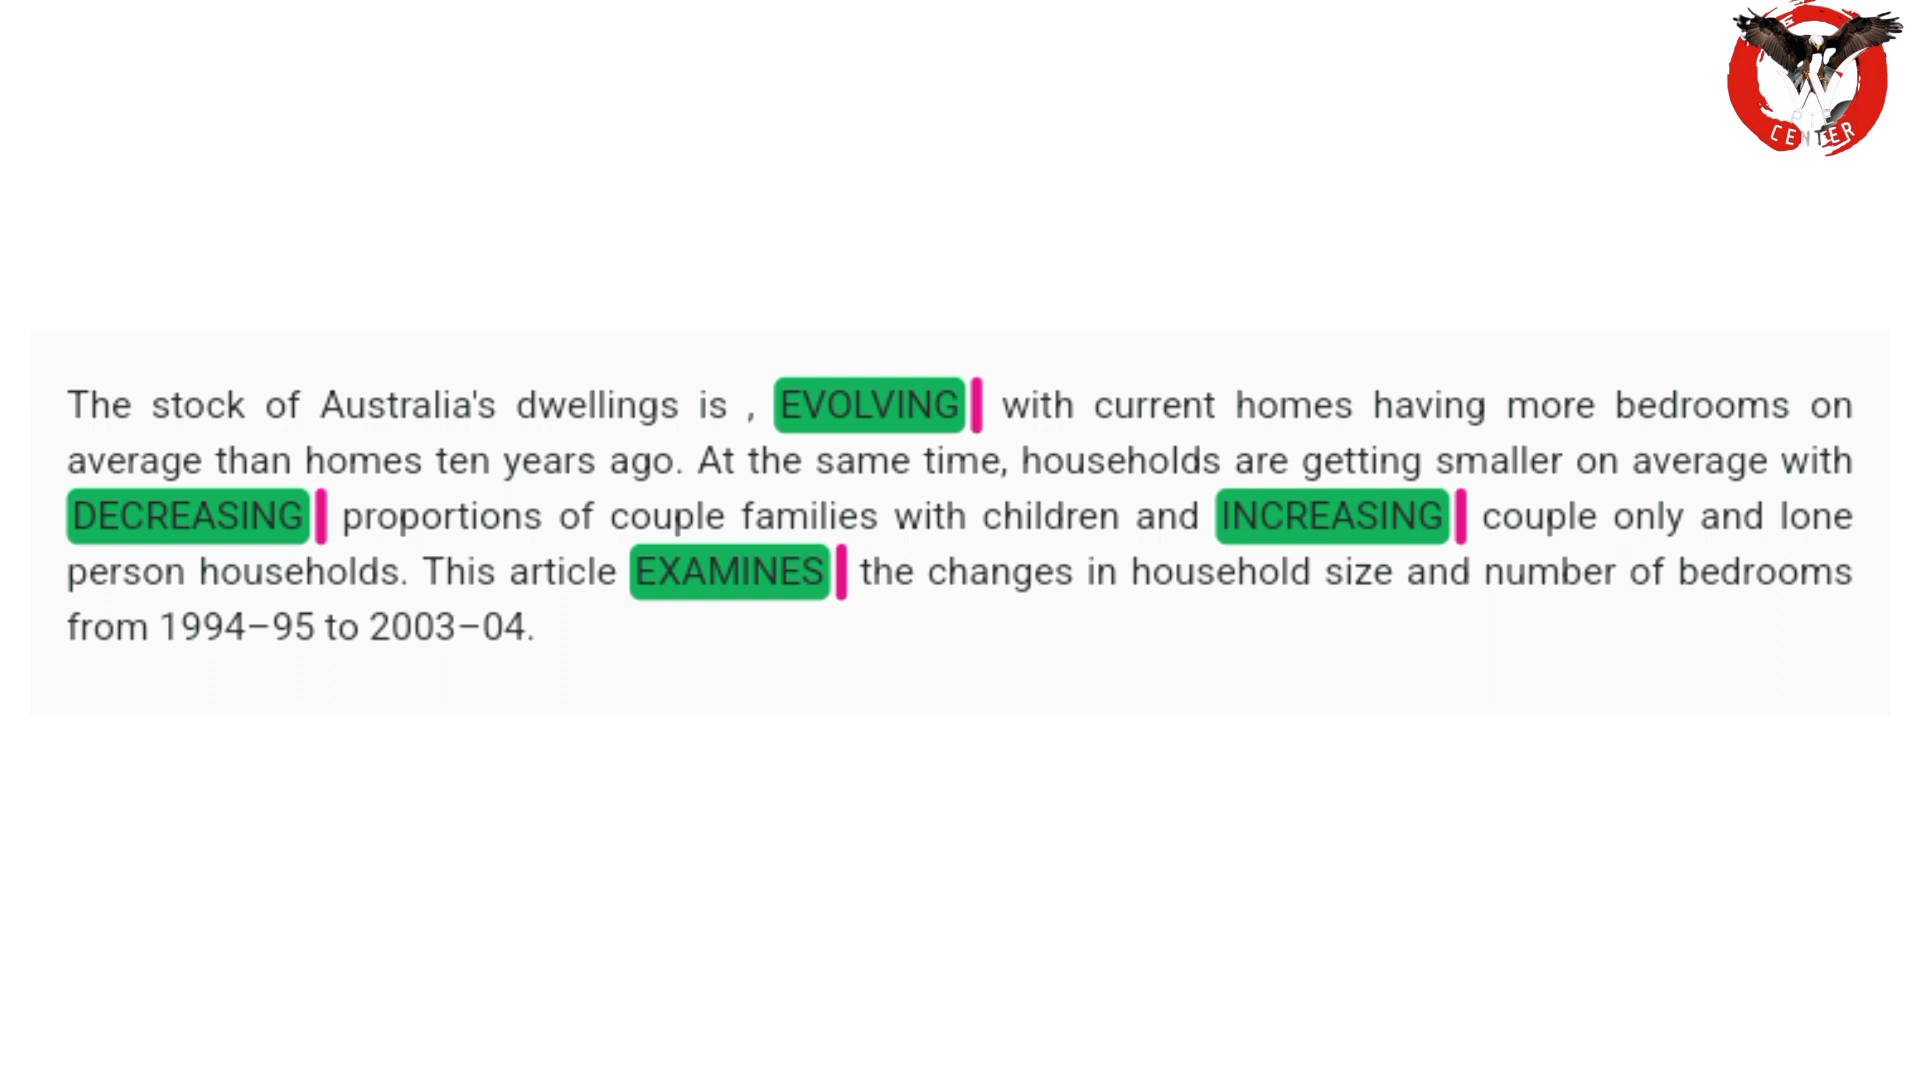 W
PTE
CENTER
The stock of Australia's dwellings is , EVOLVING with current homes having more bedrooms on
average than homes ten years ago. At the same time, households are getting smaller on average with
DECREASING proportions of couple families with children and INCREASING couple only and lone
person households. This article EXAMINES the changes in household size and number of bedrooms
from 1994–95 to 2003–04.